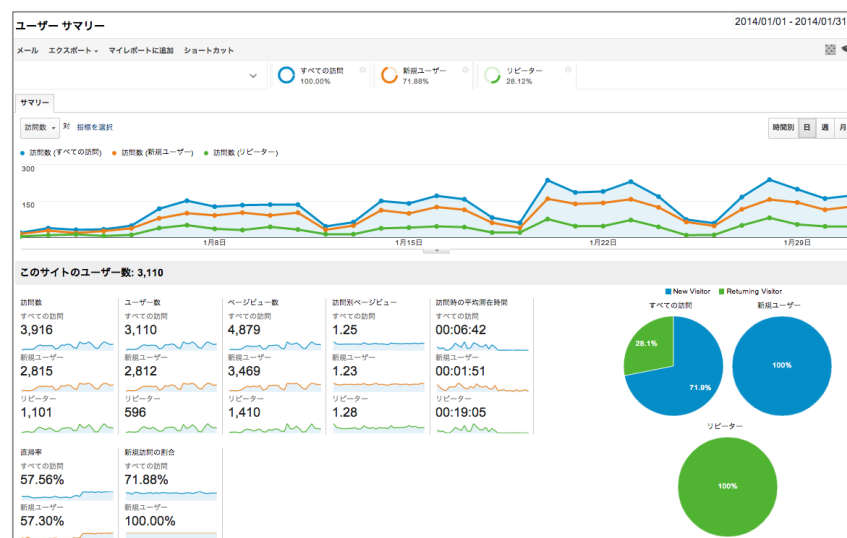 ユーザー サマリー
2014/01/01 - 2014/01/31
メール エクスポート マイレポートに追加 ショートカット
すべての訪問
100.00%
新規ユーザー
71.88%
リピーター
28.12%
サマリー
訪問数 対 指標を選択
時間別 日 週 月
訪問数 (すべての訪問) 訪問数 (新規ユーザー) 訪問数 (リピーター)
300
150
1月8日 1月15日 1月22日 1月29日
このサイトのユーザー数: 3,110
訪問数
すべての訪問
3,916
新規ユーザー
2,815
リピーター
1,101
ユーザー数
すべての訪問
3,110
新規ユーザー
2,812
リピーター
596
ページビュー数
すべての訪問
4,879
新規ユーザー
3,469
リピーター
1,410
訪問別ページビュー
すべての訪問
1.25
新規ユーザー
1.23
リピーター
1.28
訪問時の平均滞在時間
すべての訪問
00:06:42
新規ユーザー
00:01:51
リピーター
00:19:05
直帰率
すべての訪問
57.56%
新規ユーザー
57.30%
新規訪問の割合
すべての訪問
71.88%
新規ユーザー
100.00%
New Visitor Returning Visitor
すべての訪問
28.1%
71.9%
新規ユーザー
100%
リピーター
100%